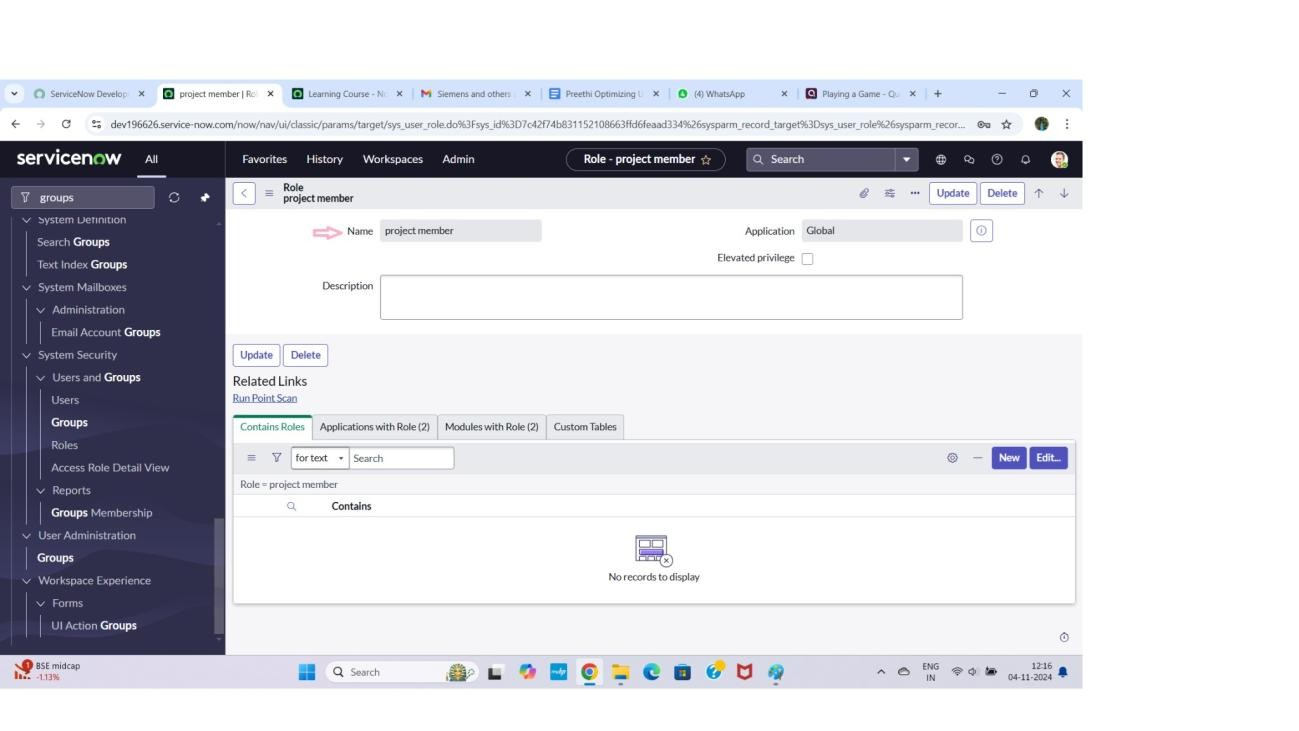 ServiceNow Develop
project member | Ro
Learning Course - N
Siemens and others
Preethi Optimizing U
(4) WhatsApp
Playing a Game - Qu
dev196626.service-now.com/now/nav/ui/classic/params/target/sys_user_role.do%3Fsys_id%3D7c42f74b831152108663ffd6feaad334%26sysparm_record_target%3Dsys_user_role%26sysparm_recor...
servicenow All Favorites History Workspaces Admin Role - project member Search
groups
Role
project member
Update Delete
System Definition
Search Groups
Text Index Groups
System Mailboxes
Administration
Email Account Groups
System Security
Users and Groups
Users
Groups
Roles
Access Role Detail View
Reports
Groups Membership
User Administration
Groups
Workspace Experience
Forms
UI Action Groups
Name project member Application Global
Elevated privilege
Description
Update Delete
Related Links
Run Point Scan
Contains Roles Applications with Role (2) Modules with Role (2) Custom Tables
for text Search New Edit...
Role = project member
Contains
No records to display
1 BSE midcap
-1.13%
Search
ENG
IN
12:16
04-11-2024